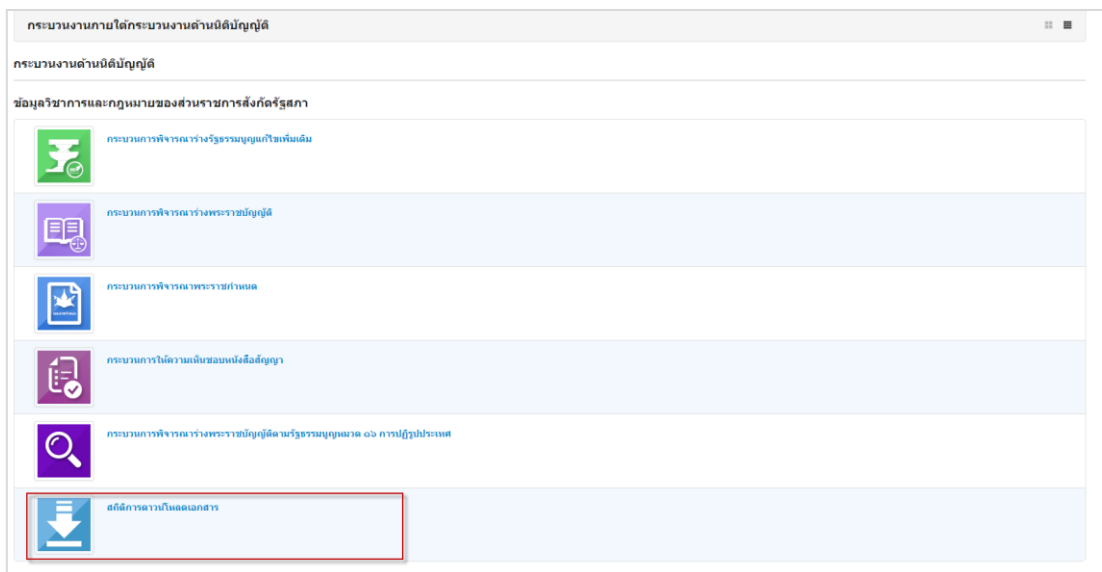 กระบวนงานภายใต้กระบวนงานด้านนิติบัญญัติ
กระบวนงานด้านนิติบัญญัติ
ข้อมูลวิชาการและกฎหมายของส่วนราชการสังกัดรัฐสภา
กระบวนการพิจารณาร่างรัฐธรรมนูญแก้ไขเพิ่มเติม
กระบวนการพิจารณาร่างพระราชบัญญัติ
กระบวนการพิจารณาพระราชกำหนด
กระบวนการให้ความเห็นชอบหนังสือสัญญา
กระบวนการพิจารณาร่างพระราชบัญญัติตามรัฐธรรมนูญหมวด ๑๖ การปฏิรูปประเทศ
สถิติการดาวน์โหลดเอกสาร